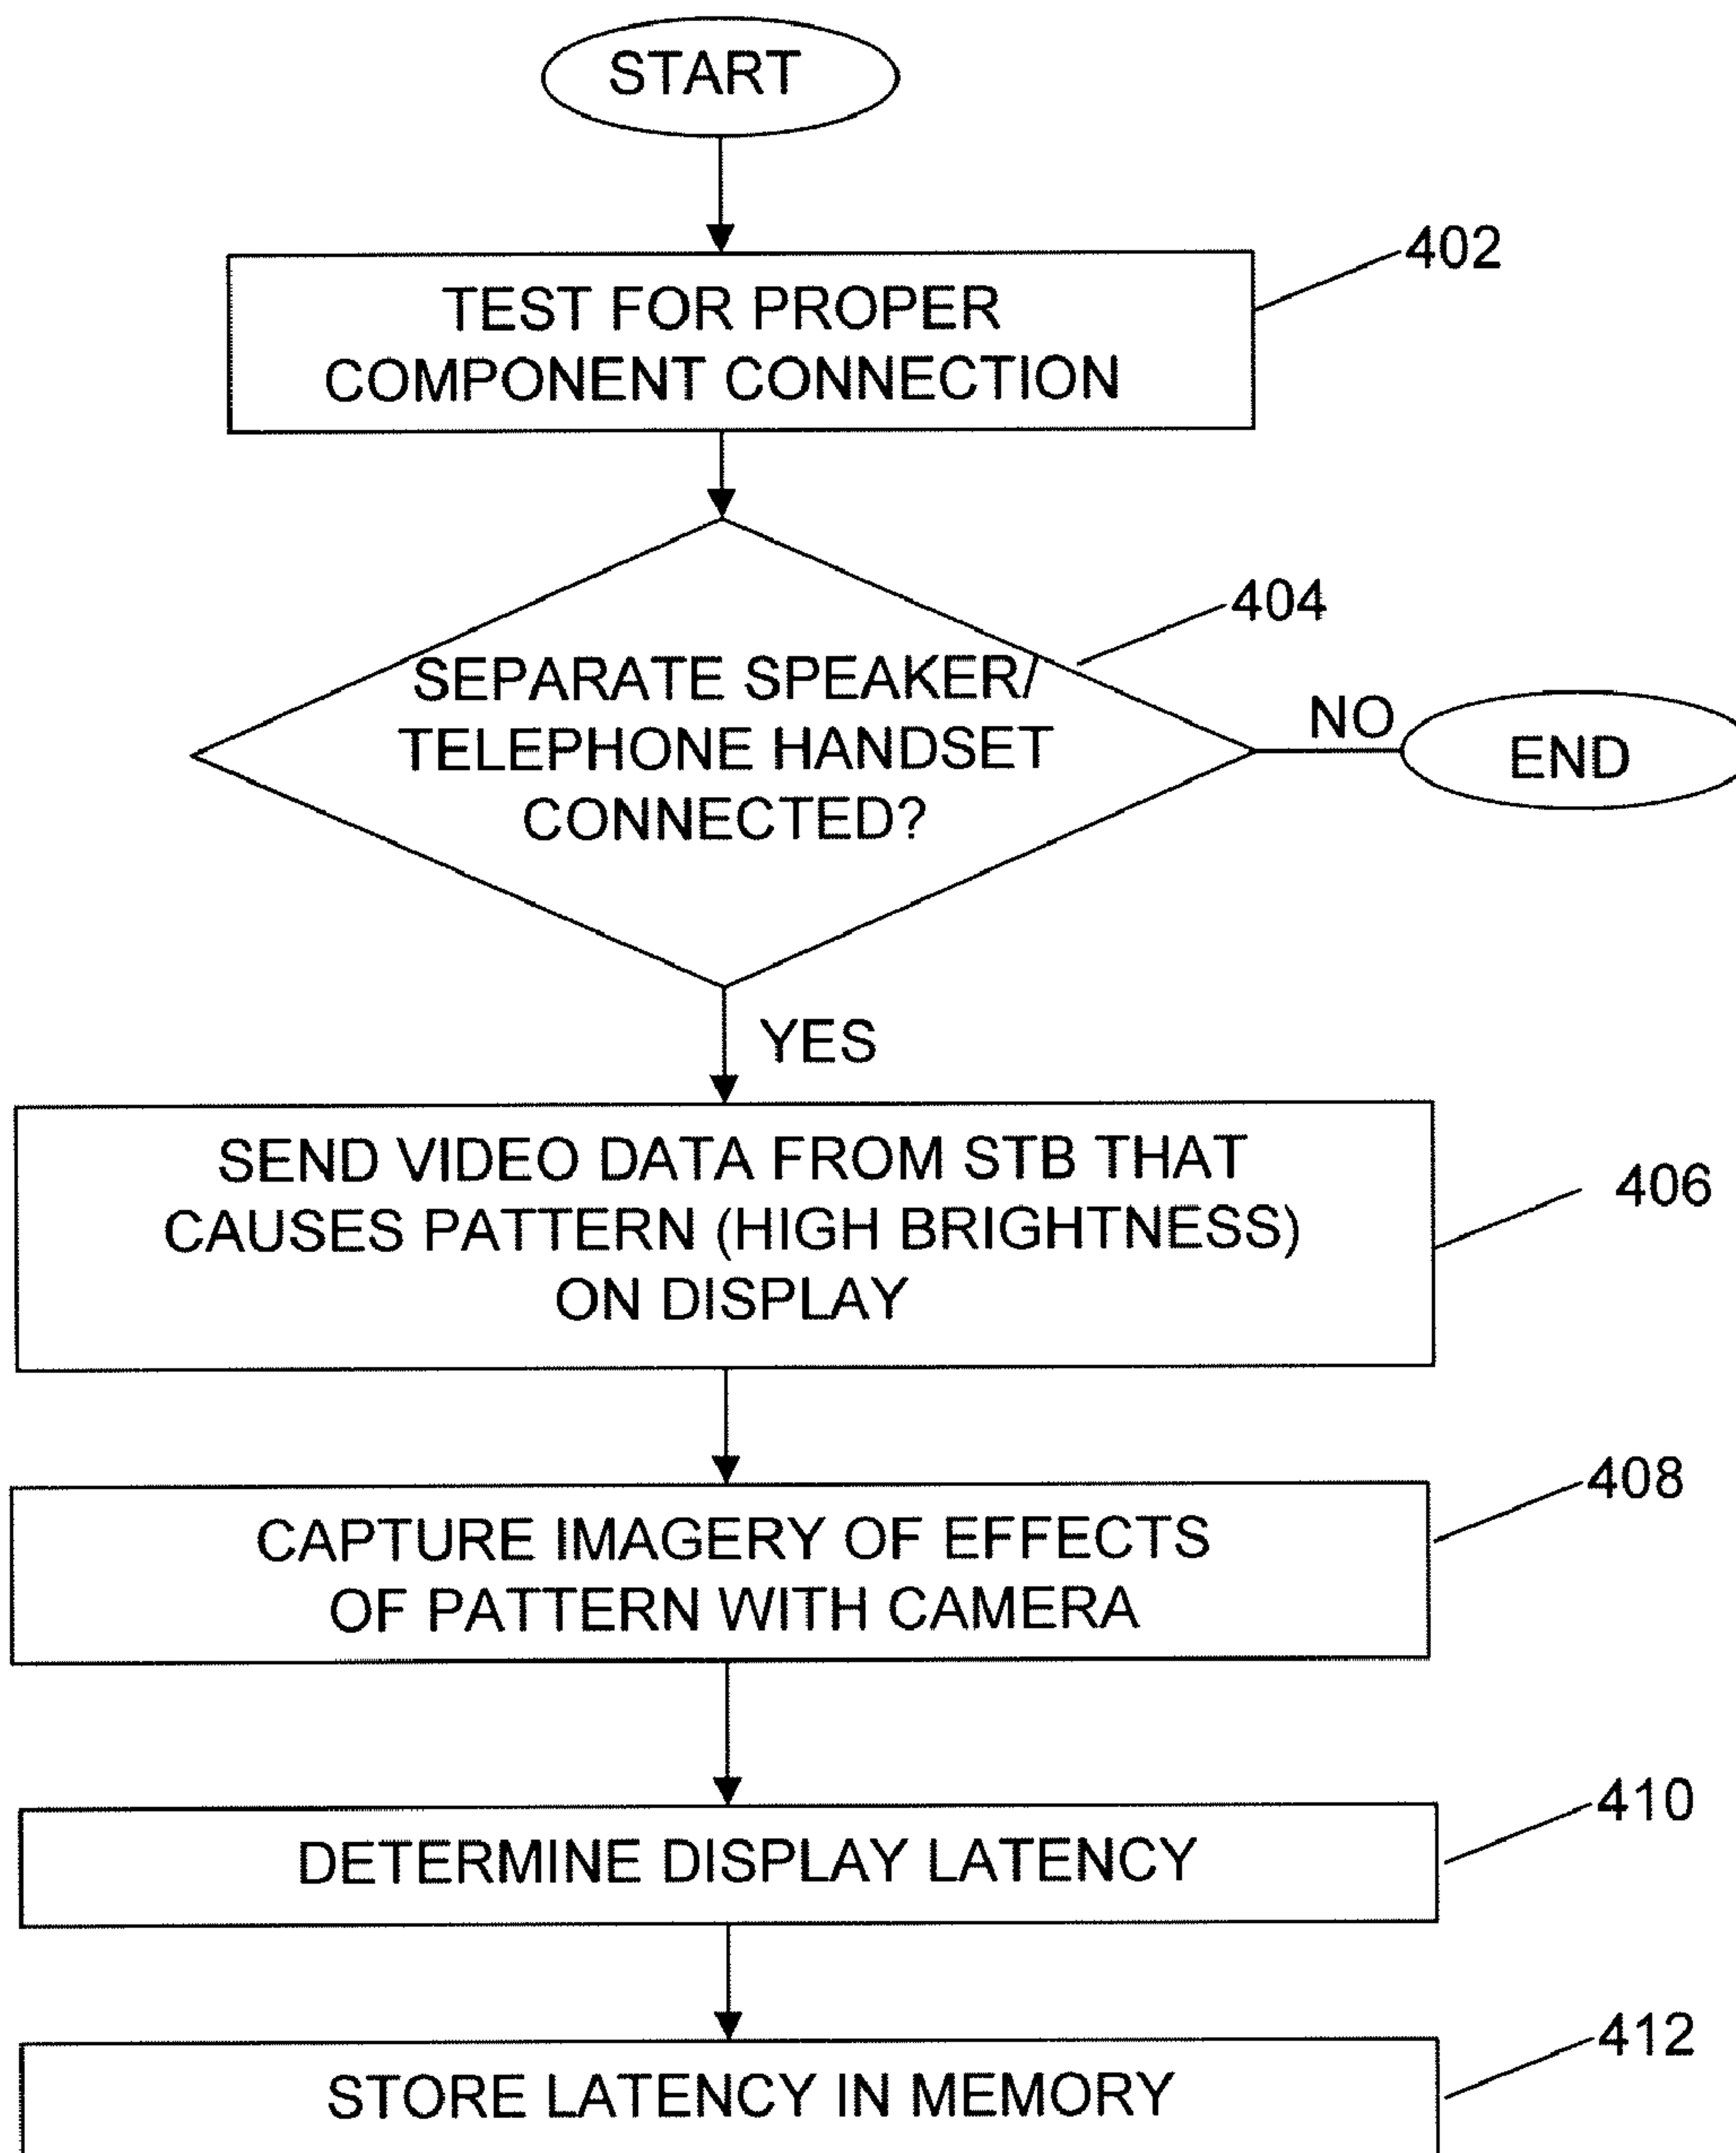 START
402
TEST FOR PROPER
COMPONENT CONNECTION
404
SEPARATE SPEAKER/
TELEPHONE HANDSET
CONNECTED?
NO
END
YES
SEND VIDEO DATA FROM STB THAT
CAUSES PATTERN (HIGH BRIGHTNESS)
ON DISPLAY
406
CAPTURE IMAGERY OF EFFECTS
OF PATTERN WITH CAMERA
408
DETERMINE DISPLAY LATENCY
410
STORE LATENCY IN MEMORY
412